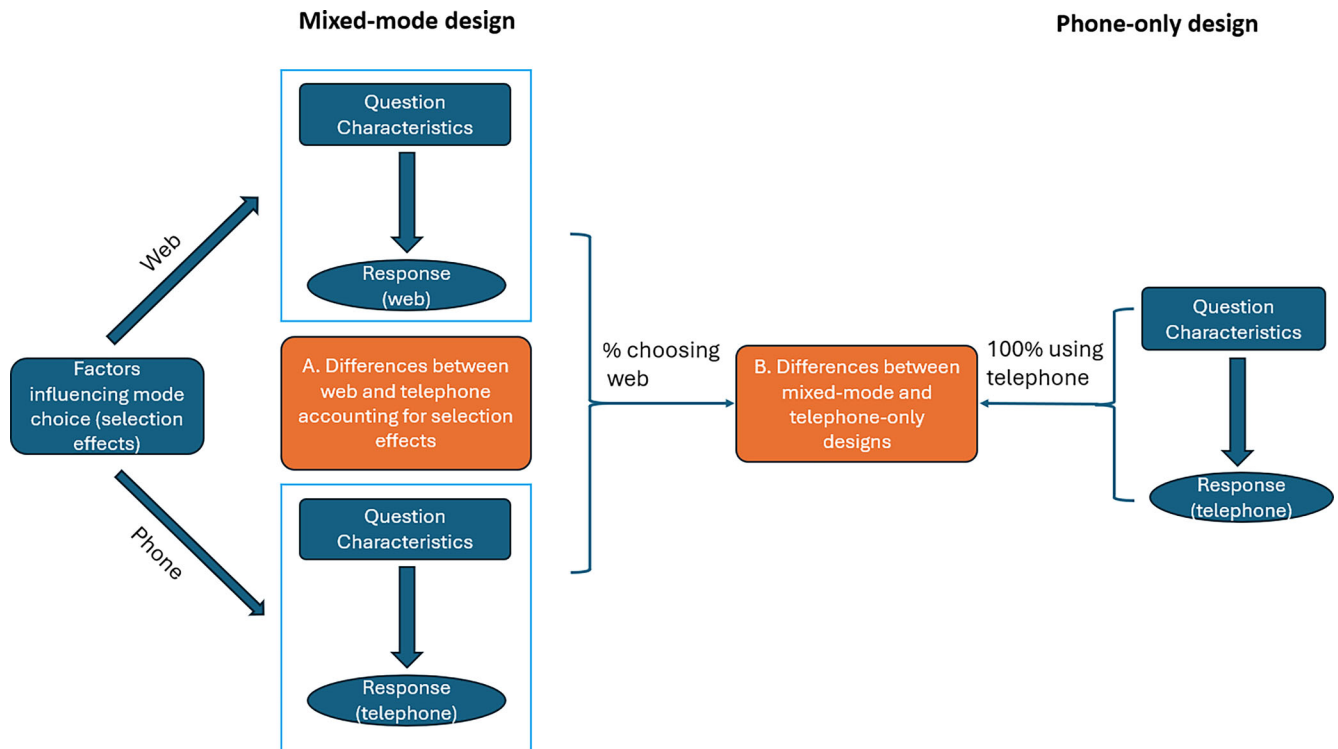 Mixed-mode design
Phone-only design
Question
Characteristics
Response
(web)
Web
Factors
influencing mode
choice (selection
effects)
Phone
A. Differences between
web and telephone
accounting for selection
effects
Question
Characteristics
Response
(telephone)
% choosing
web
B. Differences between
mixed-mode and
telephone-only
designs
100% using
telephone
Question
Characteristics
Response
(telephone)